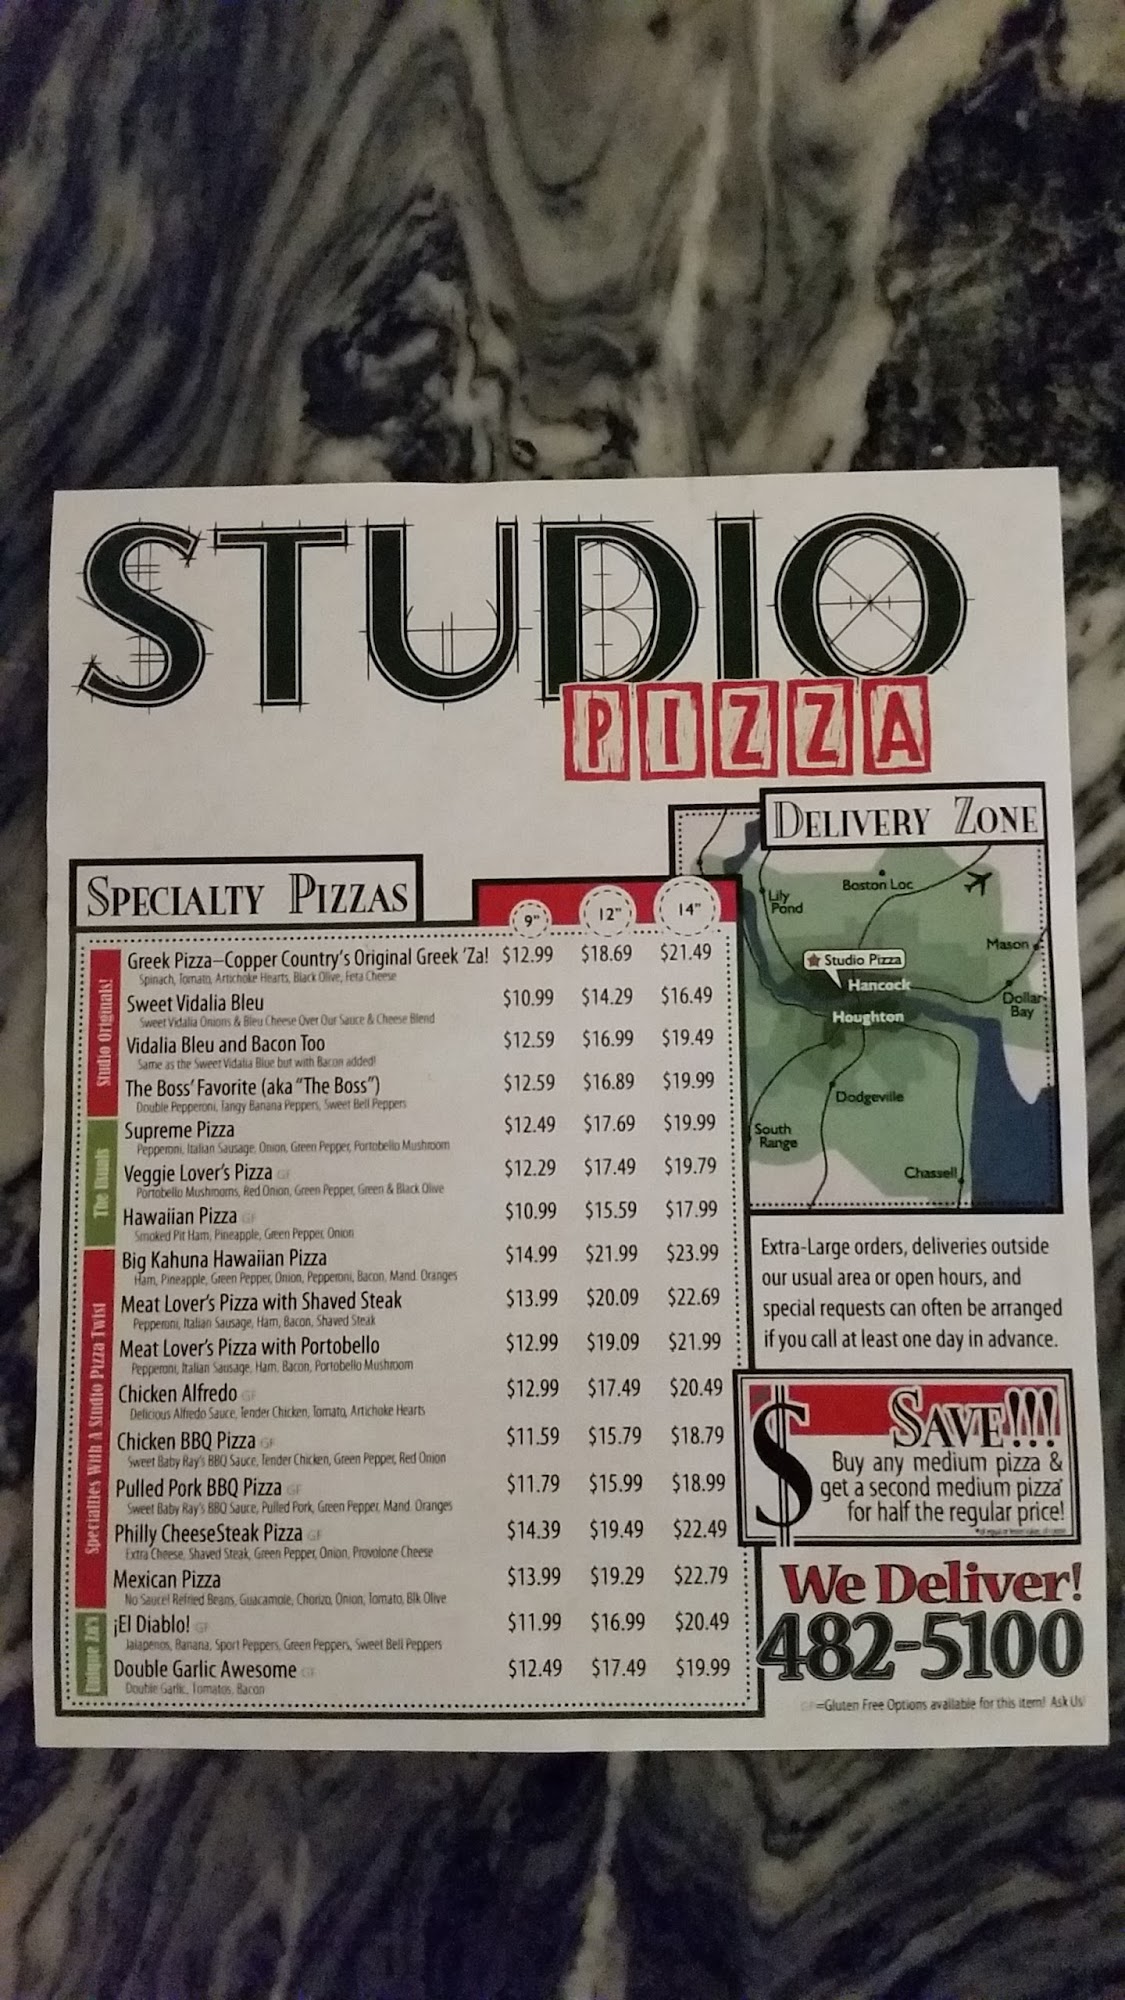 STUDIO
PIZZA
SPECIALTY PIZZAS
9" 12" 14"
Studio Originals!
Greek Pizza–Copper Country's Original Greek 'Za! $12.99 $18.69 $21.49
Spinach, Tomato, Artichoke Hearts, Black Olive, Feta Cheese
Sweet Vidalia Bleu $10.99 $14.29 $16.49
Sweet Vidalia Onions & Bleu Cheese Over Our Sauce & Cheese Blend
Vidalia Bleu and Bacon Too $12.59 $16.99 $19.49
Same as the Sweet Vidalia Blue but with Bacon added!
The Boss' Favorite (aka "The Boss") $12.59 $16.89 $19.99
Double Pepperoni, Tangy Banana Peppers, Sweet Bell Peppers
The Usuals
Supreme Pizza $12.49 $17.69 $19.99
Pepperoni, Italian Sausage, Onion, Green Pepper, Portobello Mushroom
Veggie Lover's Pizza GF $12.29 $17.49 $19.79
Portobello Mushrooms, Red Onion, Green Pepper, Green & Black Olive
Hawaiian Pizza GF $10.99 $15.59 $17.99
Smoked Pit Ham, Pineapple, Green Pepper, Onion
Specialties With A Studio Pizza Twist
Big Kahuna Hawaiian Pizza $14.99 $21.99 $23.99
Ham, Pineapple, Green Pepper, Onion, Pepperoni, Bacon, Mand. Oranges
Meat Lover's Pizza with Shaved Steak $13.99 $20.09 $22.69
Pepperoni, Italian Sausage, Ham, Bacon, Shaved Steak
Meat Lover's Pizza with Portobello $12.99 $19.09 $21.99
Pepperoni, Italian Sausage, Ham, Bacon, Portobello Mushroom
Chicken Alfredo GF $12.99 $17.49 $20.49
Delicious Alfredo Sauce, Tender Chicken, Tomato, Artichoke Hearts
Chicken BBQ Pizza GF $11.59 $15.79 $18.79
Sweet Baby Ray's BBQ Sauce, Tender Chicken, Green Pepper, Red Onion
Pulled Pork BBQ Pizza GF $11.79 $15.99 $18.99
Sweet Baby Ray's BBQ Sauce, Pulled Pork, Green Pepper, Mand. Oranges
Philly CheeseSteak Pizza GF $14.39 $19.49 $22.49
Extra Cheese, Shaved Steak, Green Pepper, Onion, Provolone Cheese
Mexican Pizza $13.99 $19.29 $22.79
No Sauce! Refried Beans, Guacamole, Chorizo, Onion, Tomato, Blk Olive
Unique Za's
¡El Diablo! GF $11.99 $16.99 $20.49
Jalapenos, Banana, Sport Peppers, Green Peppers, Sweet Bell Peppers
Double Garlic Awesome GF $12.49 $17.49 $19.99
Double Garlic, Tomatos, Bacon
DELIVERY ZONE
Boston Loc
Lily
Pond
Mason
Studio Pizza
Hancock
Dollar
Bay
Houghton
Dodgeville
South
Range
Chassell
Extra-Large orders, deliveries outside
our usual area or open hours, and
special requests can often be arranged
if you call at least one day in advance.
$ SAVE!!!
Buy any medium pizza &
get a second medium pizza*
for half the regular price!
We Deliver!
482-5100
GF=Gluten Free Options available for this item! Ask Us!